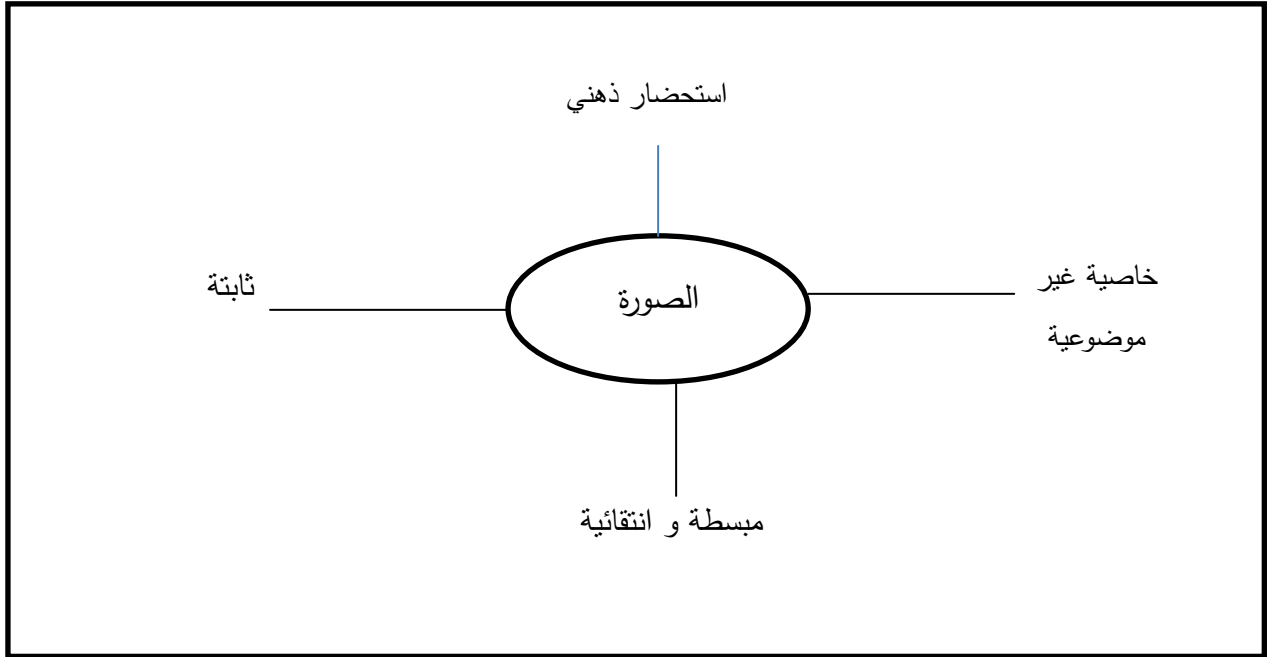 استحضار ذهني
خاصية غير
موضوعية
الصورة
ثابتة
مبسطة و انتقائية